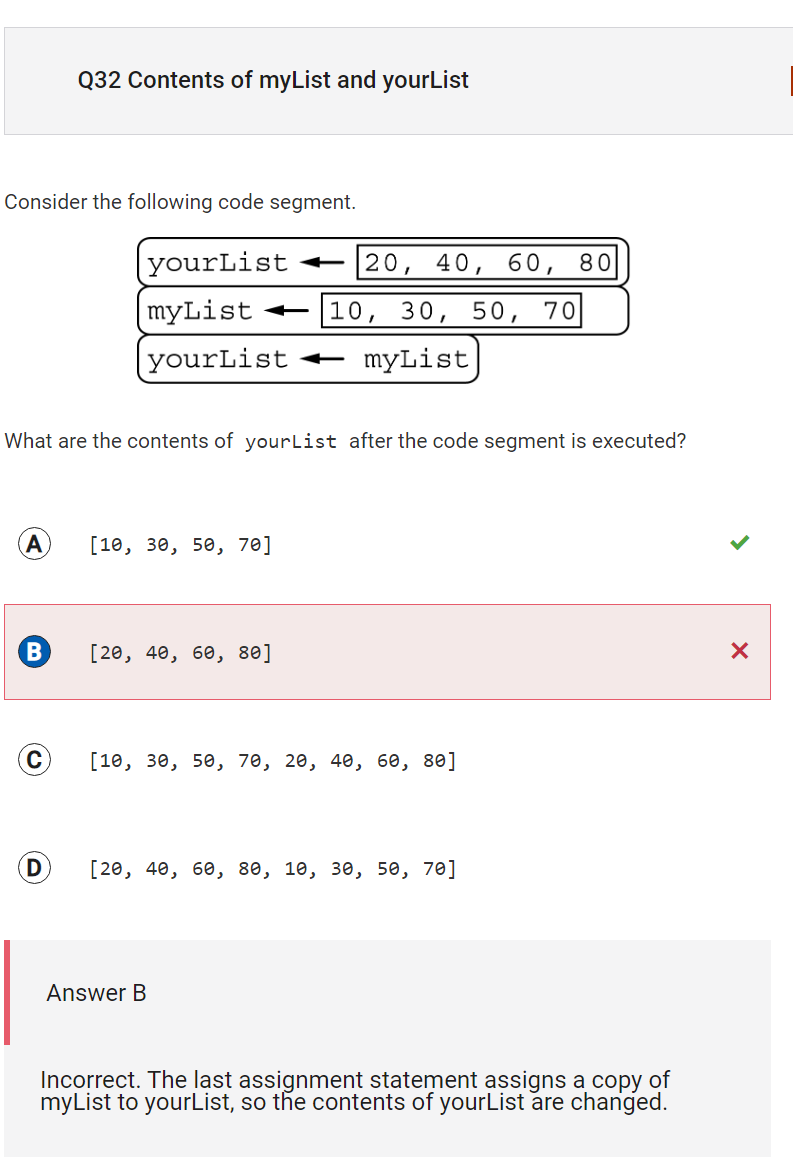 Q32 Contents of myList and yourList
Consider the following code segment.
yourList ← 20, 40, 60, 80
myList ← 10, 30, 50, 70
yourList ← myList
What are the contents of yourList after the code segment is executed?
A [10, 30, 50, 70]
B [20, 40, 60, 80]
C [10, 30, 50, 70, 20, 40, 60, 80]
D [20, 40, 60, 80, 10, 30, 50, 70]
Answer B
Incorrect. The last assignment statement assigns a copy of
myList to yourList, so the contents of yourList are changed.